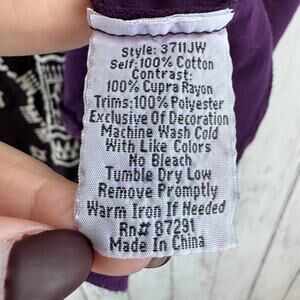 Style: 3711JW
Self: 100% Cotton
Contrast:
100% Cupra Rayon
Trims: 100% Polyester
Exclusive Of Decoration
Machine Wash Cold
With Like Colors
No Bleach
Tumble Dry Low
Remove Promptly
Warm Iron If Needed
Rn# 87291
Made In China